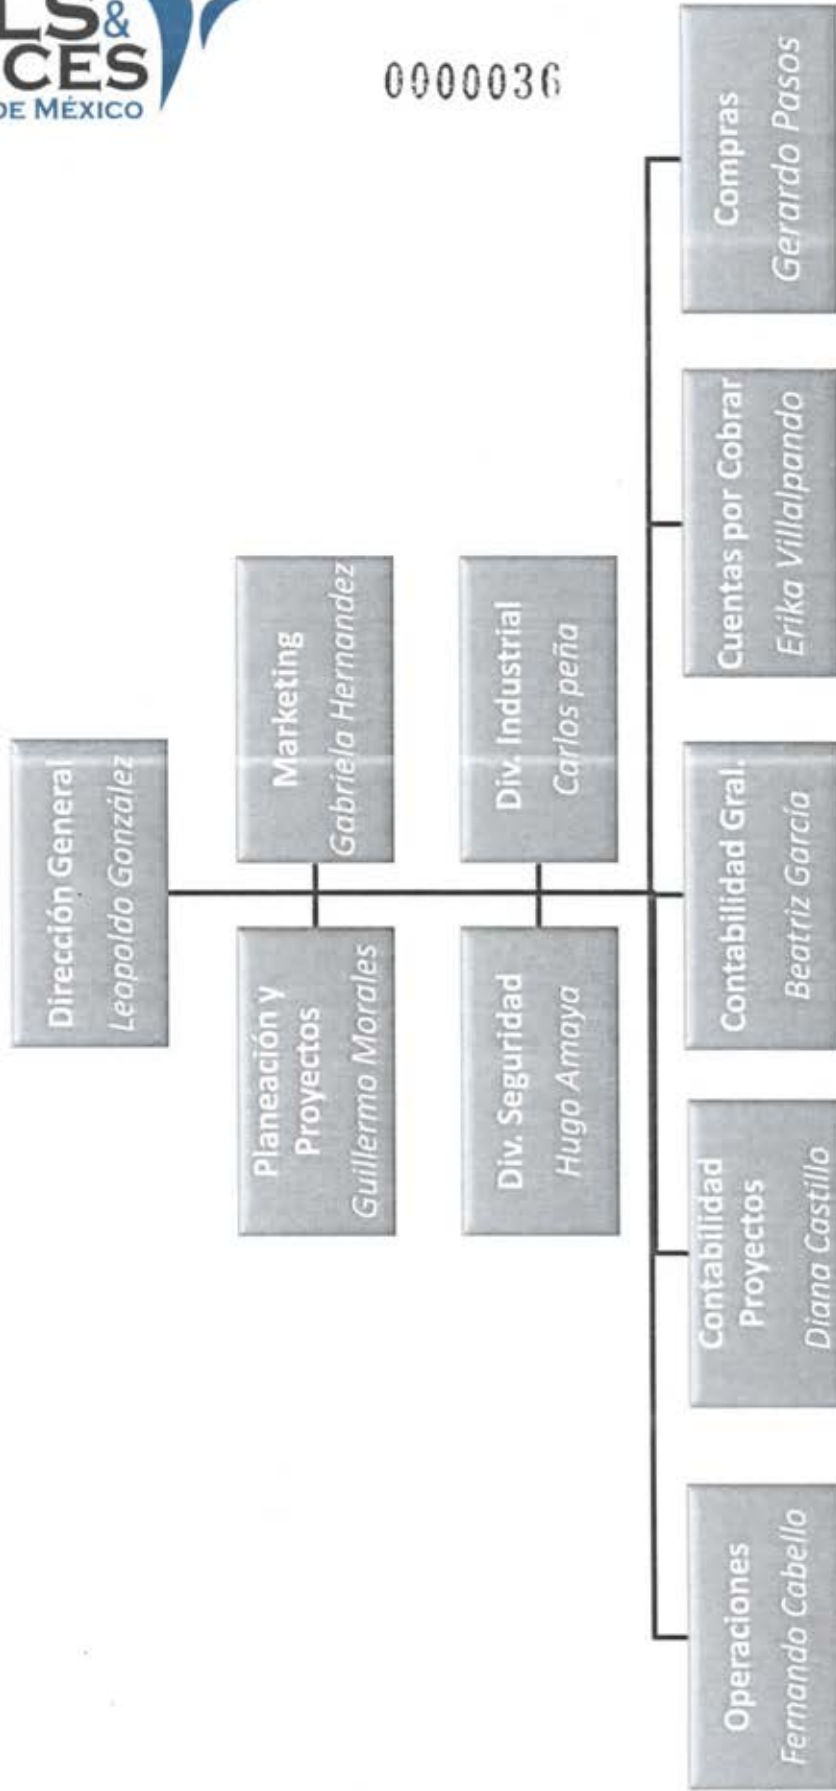 LS&
CES
DE MÉXICO
0000036
Dirección General
Leopoldo González
Planeación y
Proyectos
Guillermo Morales
Marketing
Gabriela Hernandez
Div. Seguridad
Hugo Amaya
Div. Industrial
Carlos peña
Operaciones
Fernando Cabello
Contabilidad
Proyectos
Diana Castillo
Contabilidad Gral.
Beatriz García
Cuentas por Cobrar
Erika Villalpando
Compras
Gerardo Pasos